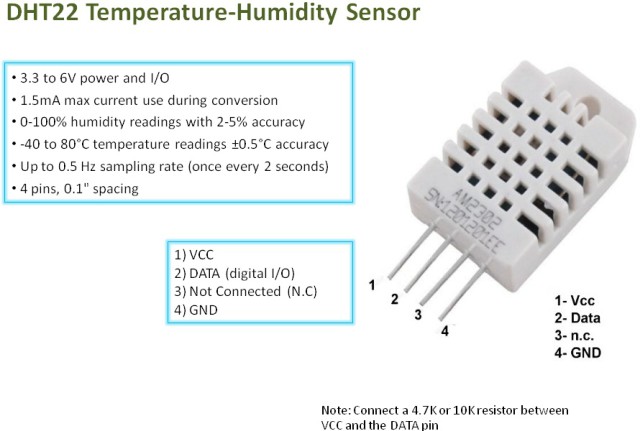 DHT22 Temperature-Humidity Sensor
• 3.3 to 6V power and I/O
• 1.5mA max current use during conversion
• 0-100% humidity readings with 2-5% accuracy
• -40 to 80°C temperature readings ±0.5°C accuracy
• Up to 0.5 Hz sampling rate (once every 2 seconds)
• 4 pins, 0.1" spacing
AM2302
SN:1201201EE
1) VCC
2) DATA (digital I/O)
3) Not Connected (N.C)
4) GND
1
2
3
4
1- Vcc
2- Data
3- n.c.
4- GND
Note: Connect a 4.7K or 10K resistor between
VCC and the DATA pin